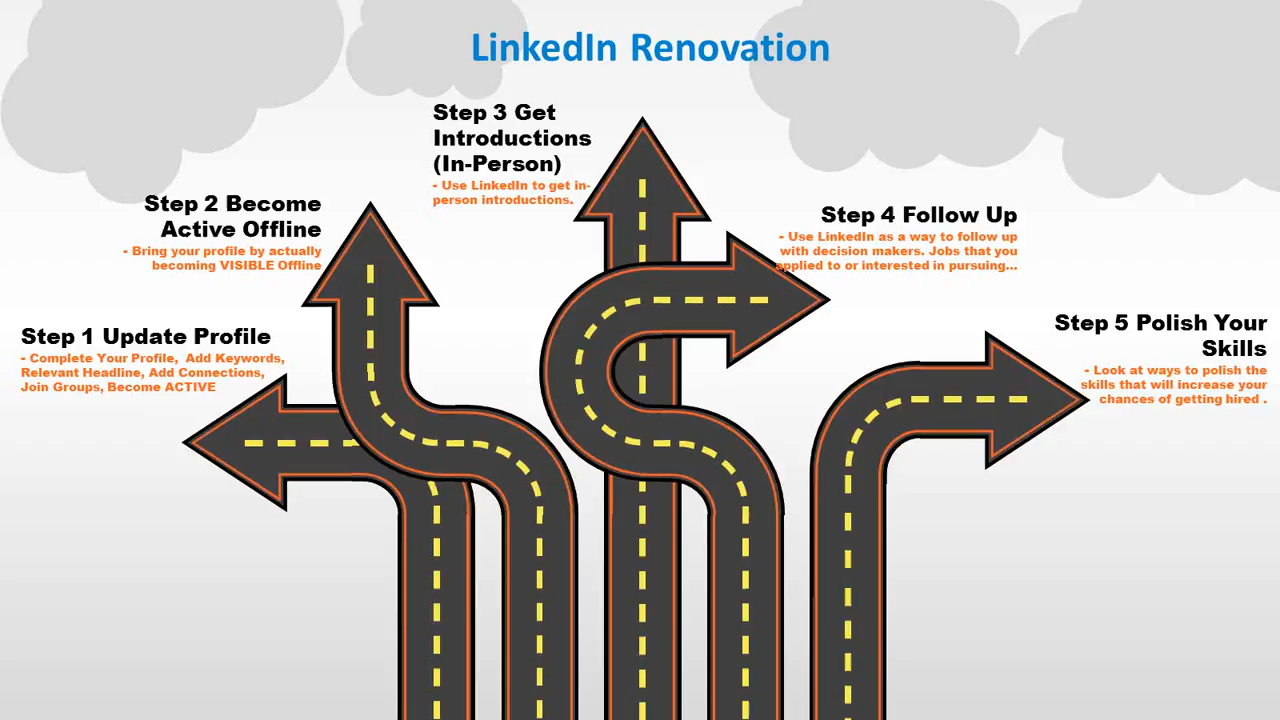 LinkedIn Renovation
Step 1 Update Profile
- Complete Your Profile, Add Keywords,
Relevant Headline, Add Connections,
Join Groups, Become ACTIVE
Step 2 Become
Active Offline
- Bring your profile by actually
becoming VISIBLE Offline
Step 3 Get
Introductions
(In-Person)
- Use LinkedIn to get in-
person introductions.
Step 4 Follow Up
- Use LinkedIn as a way to follow up
with decision makers. Jobs that you
applied to or interested in pursuing...
Step 5 Polish Your
Skills
- Look at ways to polish the
skills that will increase your
chances of getting hired .